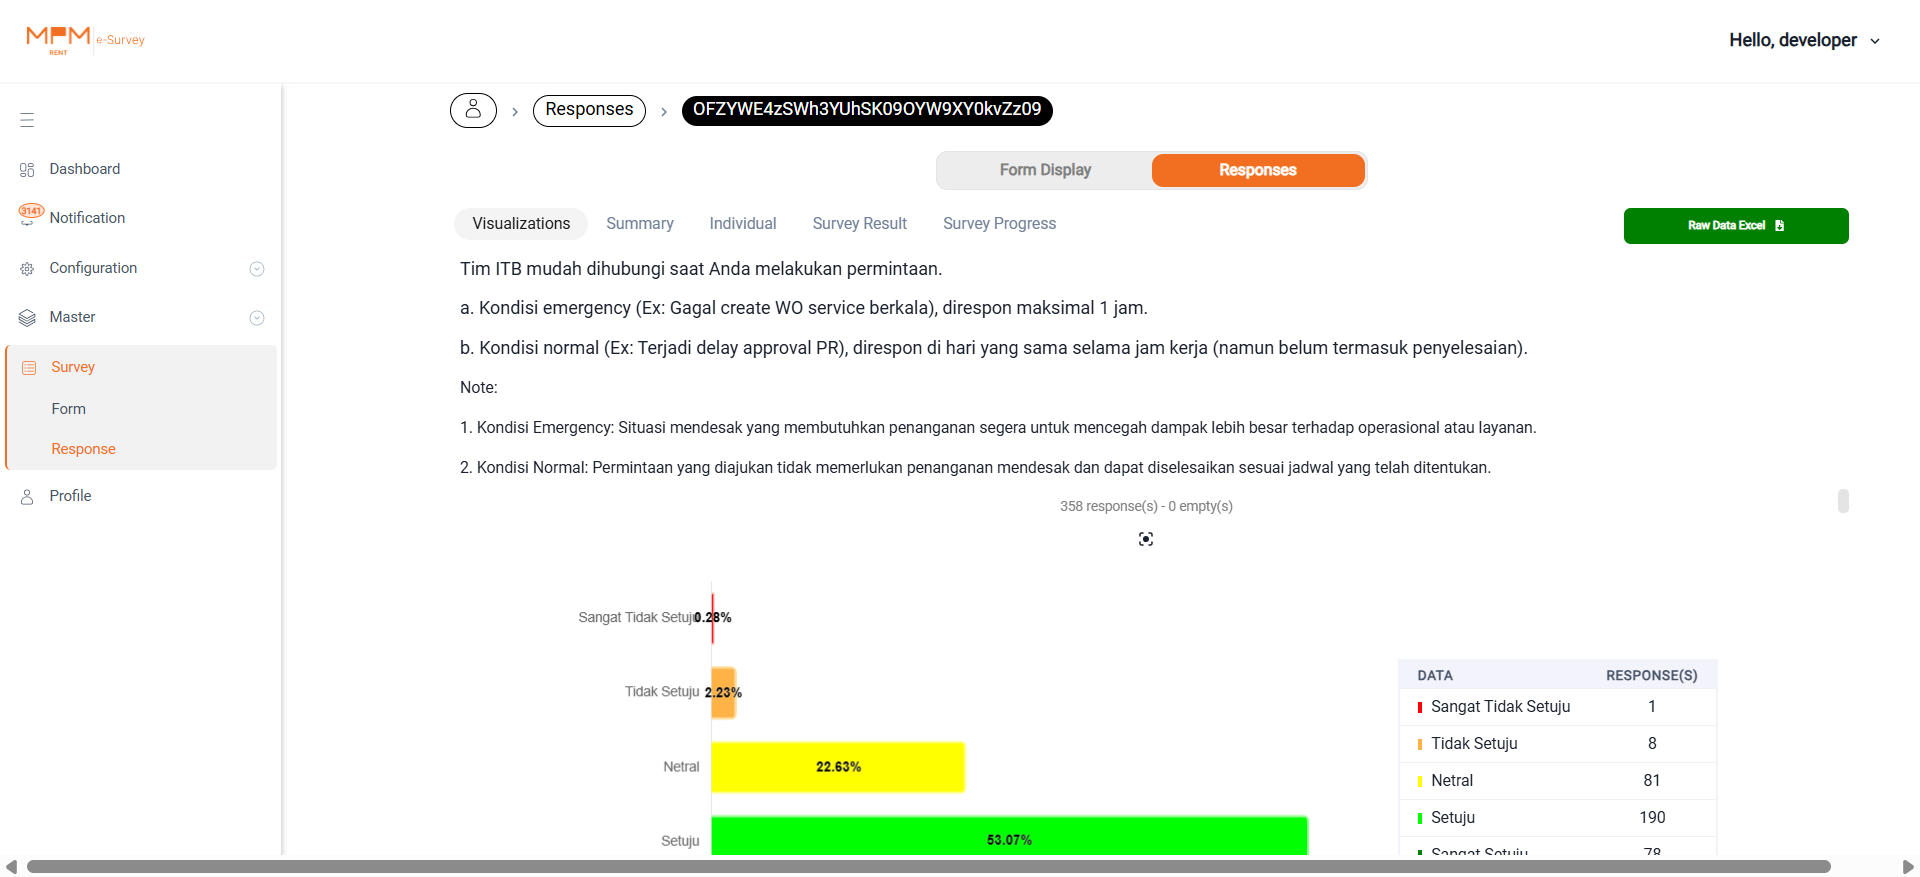 MPM RENT e-Survey
Hello, developer
Responses
OFZYWE4zSWh3YUhSK09OYW9XY0kvZz09
Form Display
Responses
Dashboard
3141
Notification
Configuration
Master
Survey
Form
Response
Profile
Visualizations
Summary
Individual
Survey Result
Survey Progress
Raw Data Excel
Tim ITB mudah dihubungi saat Anda melakukan permintaan.
a. Kondisi emergency (Ex: Gagal create WO service berkala), direspon maksimal 1 jam.
b. Kondisi normal (Ex: Terjadi delay approval PR), direspon di hari yang sama selama jam kerja (namun belum termasuk penyelesaian).
Note:
1. Kondisi Emergency: Situasi mendesak yang membutuhkan penanganan segera untuk mencegah dampak lebih besar terhadap operasional atau layanan.
2. Kondisi Normal: Permintaan yang diajukan tidak memerlukan penanganan mendesak dan dapat diselesaikan sesuai jadwal yang telah ditentukan.
358 response(s) - 0 empty(s)
Sangat Tidak Setuju 0.28%
Tidak Setuju 2.23%
Netral 22.63%
Setuju 53.07%
DATA RESPONSE(S)
Sangat Tidak Setuju 1
Tidak Setuju 8
Netral 81
Setuju 190
Sangat Setuju 78